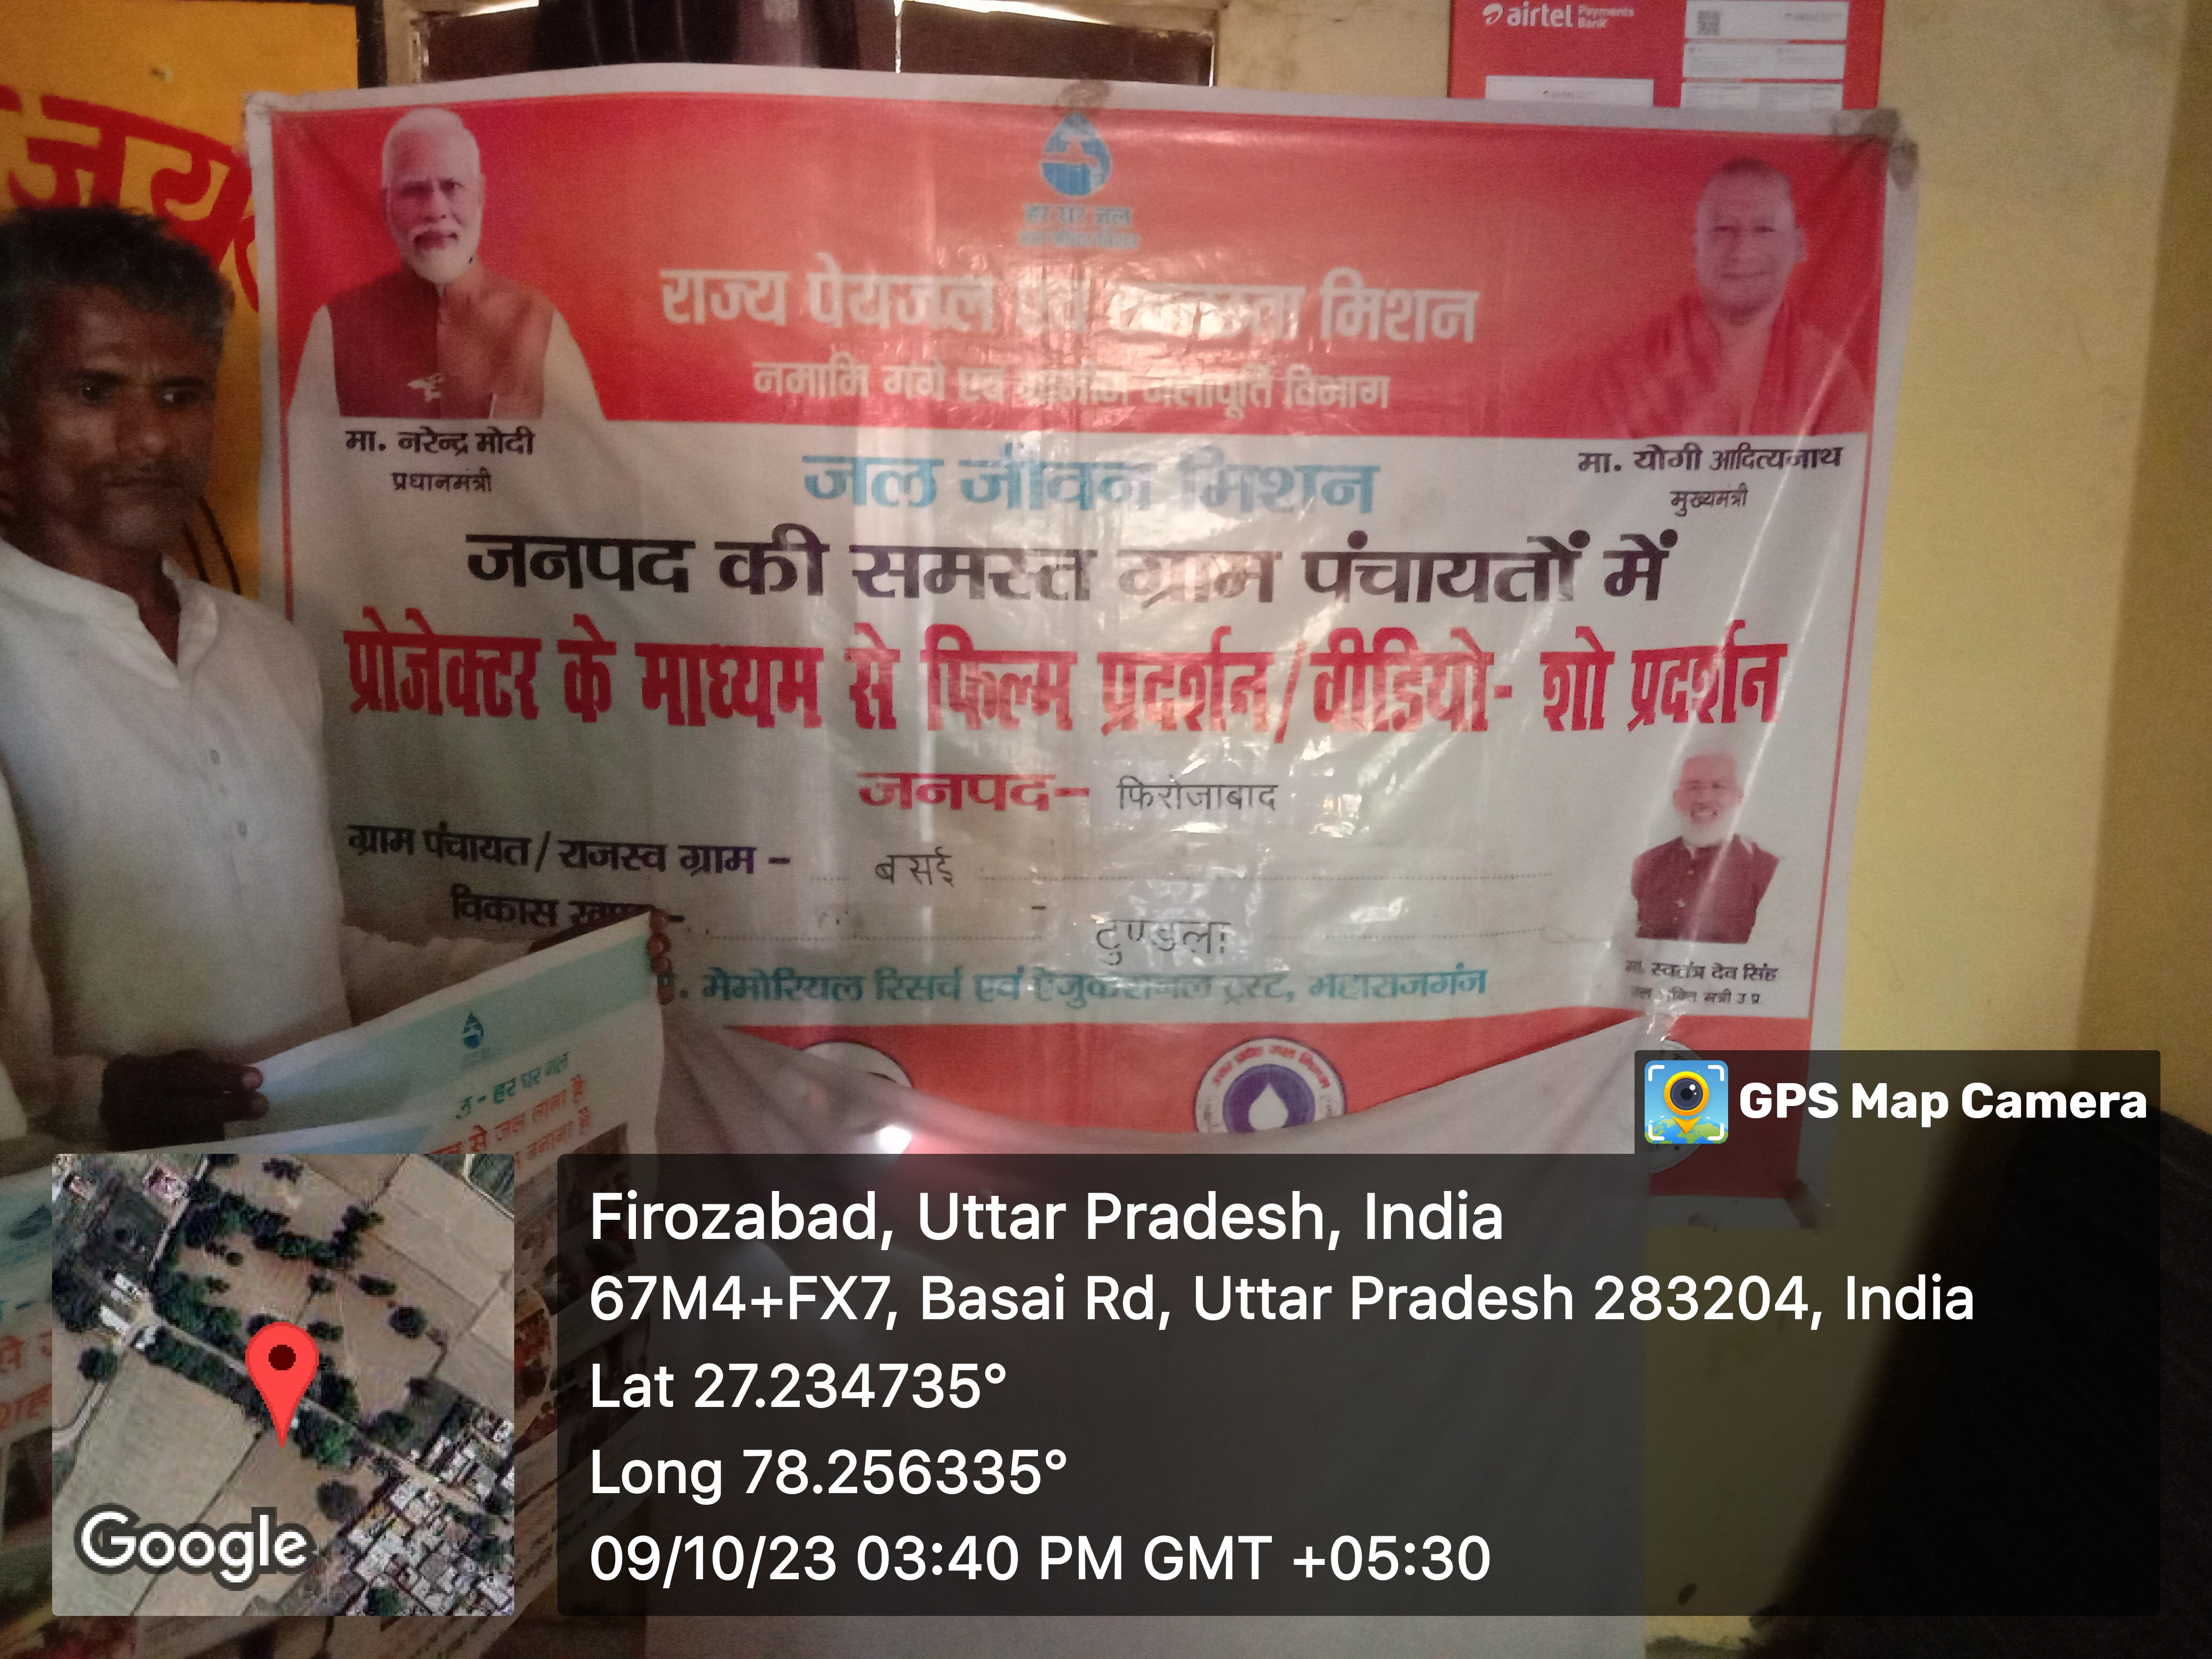 airtel Payments Bank
हर घर जल
राज्य पेयजल एवं स्वच्छता मिशन
नमामि गंगे एवं ग्रामीण जलापूर्ति विभाग
मा. नरेन्द्र मोदी
प्रधानमंत्री
मा. योगी आदित्यनाथ
मुख्यमंत्री
जल जीवन मिशन
जनपद की समस्त ग्राम पंचायतों में
प्रोजेक्टर के माध्यम से फिल्म प्रदर्शन/वीडियो- शो प्रदर्शन
जनपद- फिरोजाबाद
ग्राम पंचायत/राजस्व ग्राम - बसई
विकास - टुण्डला
मेमोरियल रिसर्च एवं ऐजुकेशनल ट्रस्ट, महाराजगंज
मा. स्वतंत्र देव सिंह
मंत्री उ प्र
- हर घर जल
से जल लाना है
बनाना है
GPS Map Camera
Firozabad, Uttar Pradesh, India
67M4+FX7, Basai Rd, Uttar Pradesh 283204, India
Lat 27.234735°
Long 78.256335°
09/10/23 03:40 PM GMT +05:30
Google